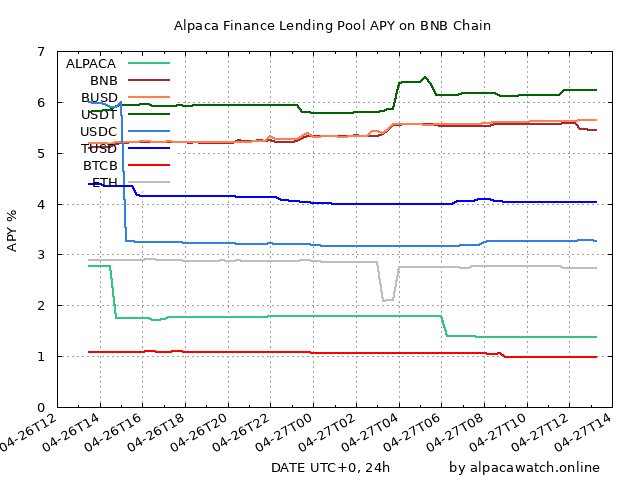 Alpaca Finance Lending Pool APY on BNB Chain
7
6
5
4
3
2
1
0
APY %
ALPACA
BNB
BUSD
USDT
USDC
TUSD
BTCB
ETH
04-26T12
04-26T14
04-26T16
04-26T18
04-26T20
04-26T22
04-27T00
04-27T02
04-27T04
04-27T06
04-27T08
04-27T10
04-27T12
04-27T14
DATE UTC+0, 24h
by alpacawatch.online